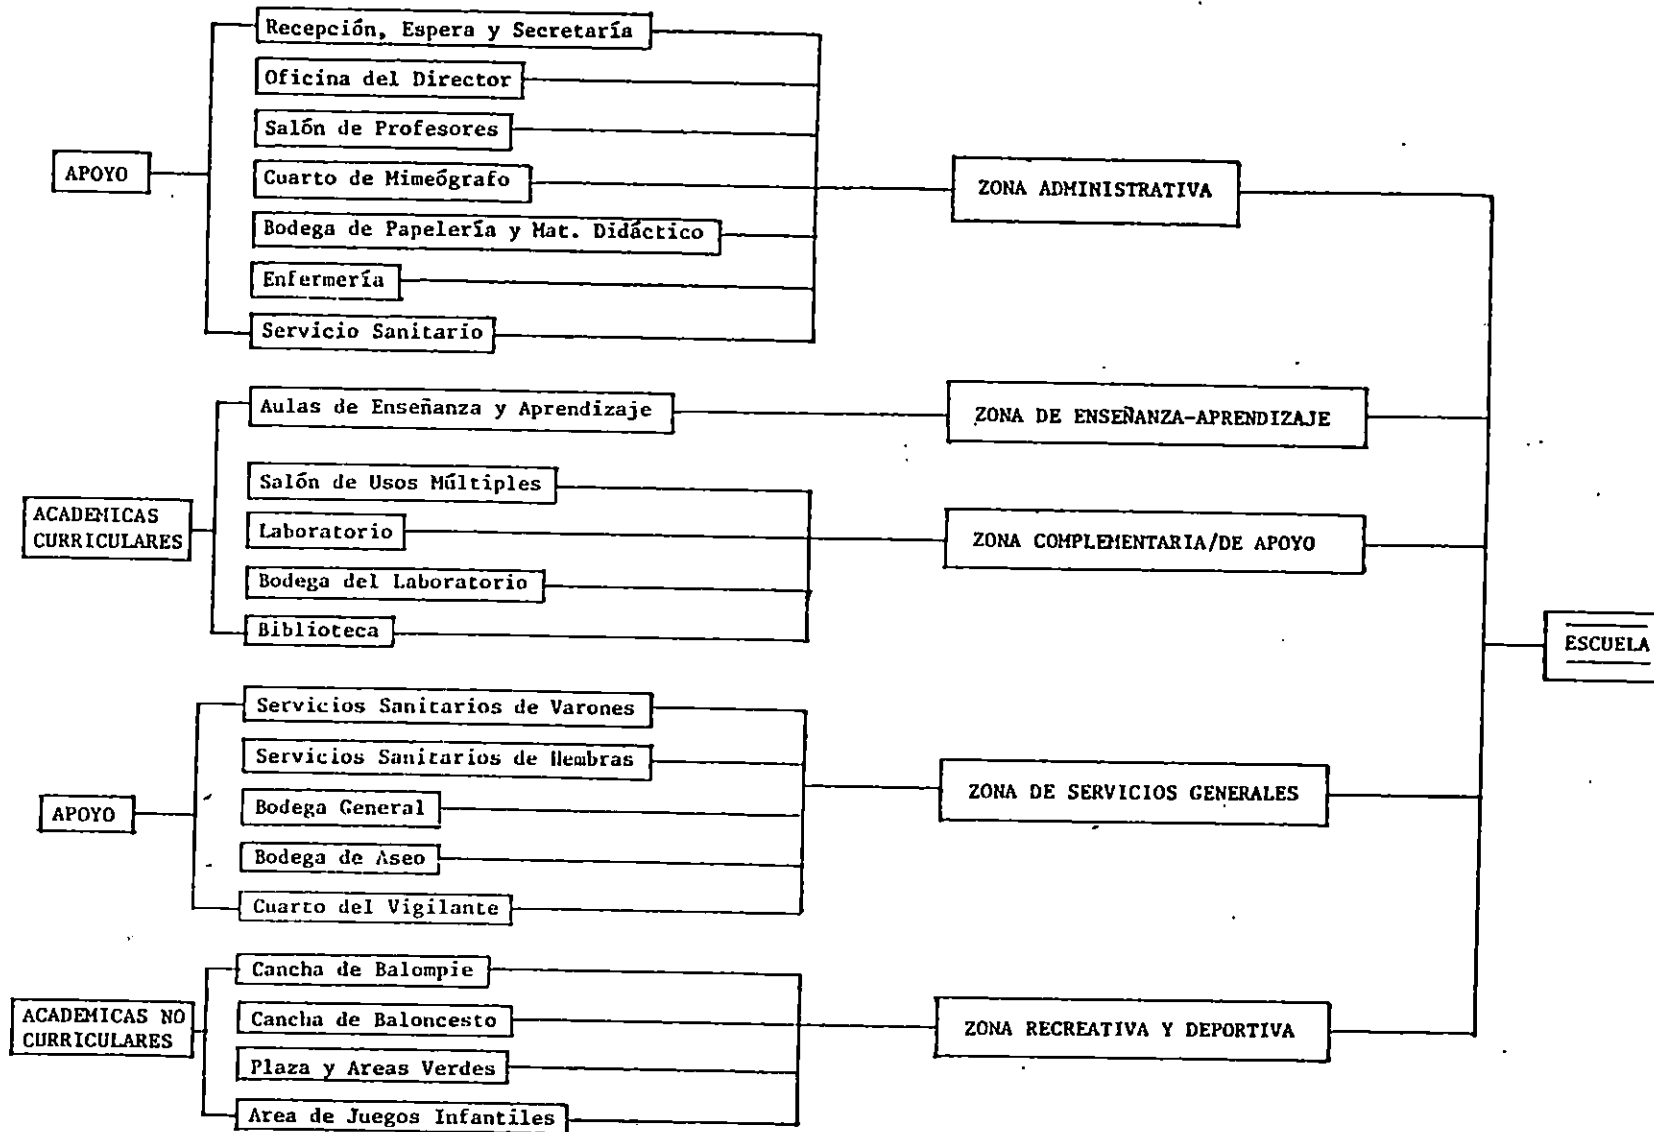 Recepción, Espera y Secretaría
Oficina del Director
Salón de Profesores
APOYO
Cuarto de Mimeógrafo
ZONA ADMINISTRATIVA
Bodega de Papelería y Mat. Didáctico
Enfermería
Servicio Sanitario
Aulas de Enseñanza y Aprendizaje
ZONA DE ENSEÑANZA-APRENDIZAJE
Salón de Usos Múltiples
ACADEMICAS
CURRICULARES
Laboratorio
ZONA COMPLEMENTARIA/DE APOYO
Bodega del Laboratorio
Biblioteca
ESCUELA
Servicios Sanitarios de Varones
Servicios Sanitarios de Hembras
APOYO
Bodega General
ZONA DE SERVICIOS GENERALES
Bodega de Aseo
Cuarto del Vigilante
Cancha de Balompie
ACADEMICAS NO
CURRICULARES
Cancha de Baloncesto
ZONA RECREATIVA Y DEPORTIVA
Plaza y Areas Verdes
Area de Juegos Infantiles